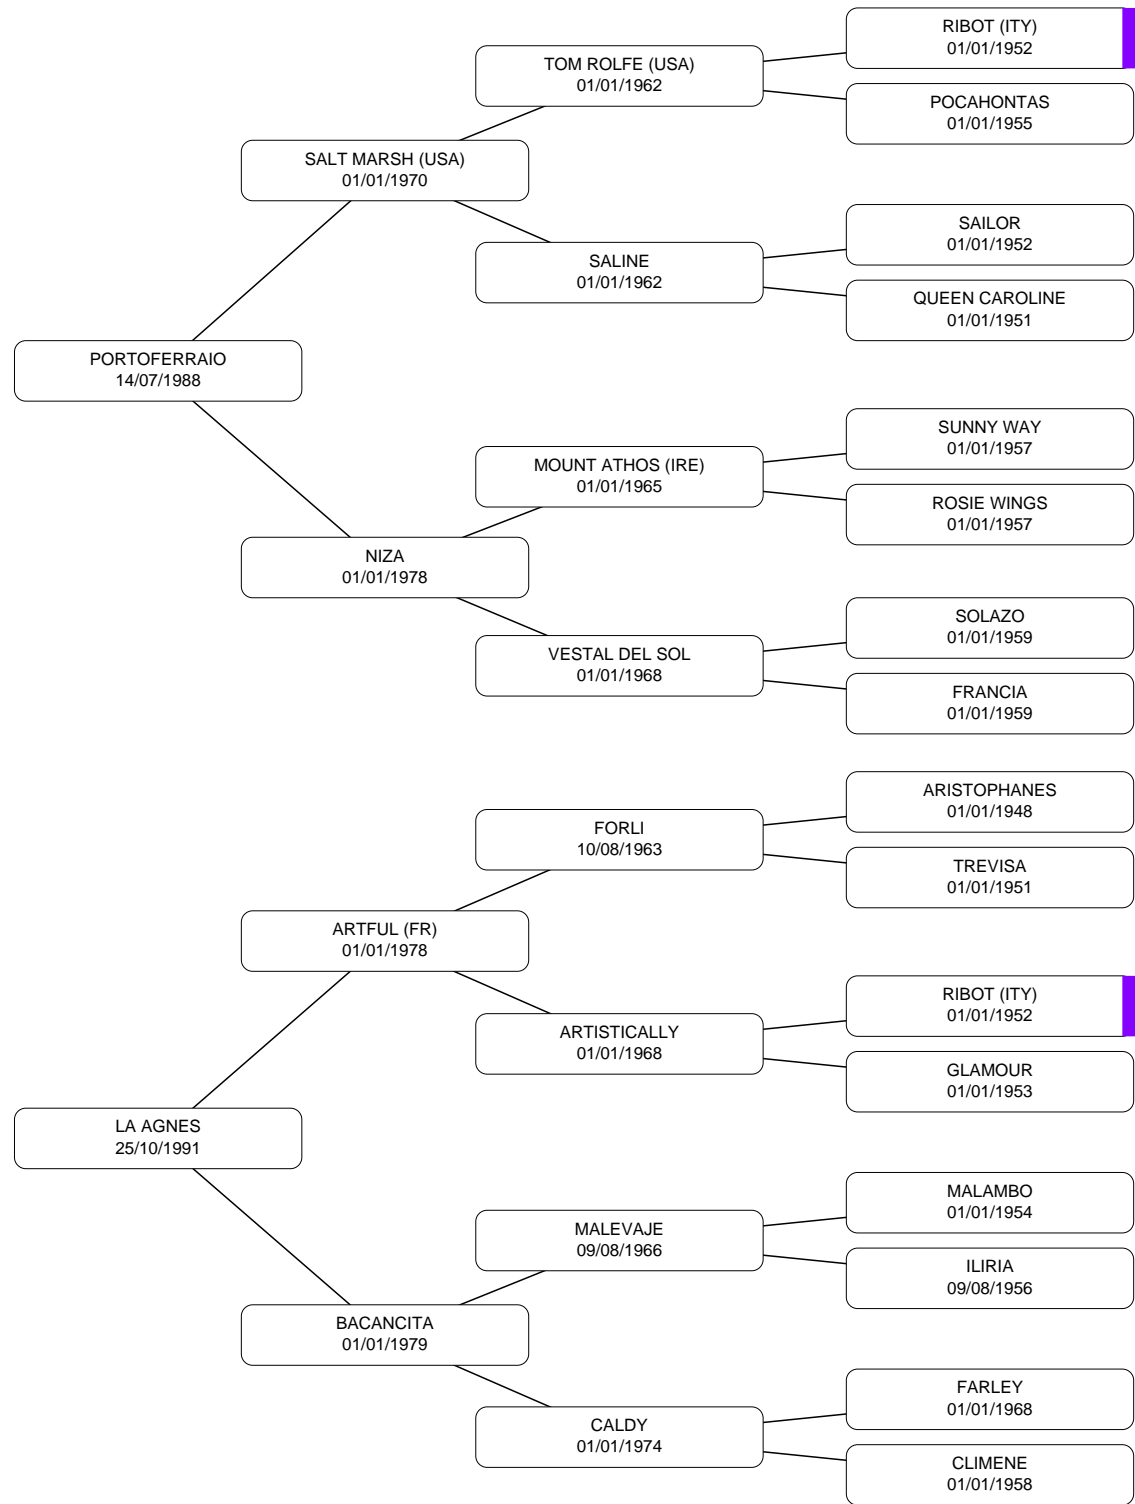 RIBOT (ITY)
01/01/1952
TOM ROLFE (USA)
01/01/1962
POCAHONTAS
01/01/1955
SALT MARSH (USA)
01/01/1970
SAILOR
01/01/1952
SALINE
01/01/1962
QUEEN CAROLINE
01/01/1951
PORTOFERRAIO
14/07/1988
SUNNY WAY
01/01/1957
MOUNT ATHOS (IRE)
01/01/1965
ROSIE WINGS
01/01/1957
NIZA
01/01/1978
SOLAZO
01/01/1959
VESTAL DEL SOL
01/01/1968
FRANCIA
01/01/1959
ARISTOPHANES
01/01/1948
FORLI
10/08/1963
TREVISA
01/01/1951
ARTFUL (FR)
01/01/1978
RIBOT (ITY)
01/01/1952
ARTISTICALLY
01/01/1968
GLAMOUR
01/01/1953
LA AGNES
25/10/1991
MALAMBO
01/01/1954
MALEVAJE
09/08/1966
ILIRIA
09/08/1956
BACANCITA
01/01/1979
FARLEY
01/01/1968
CALDY
01/01/1974
CLIMENE
01/01/1958